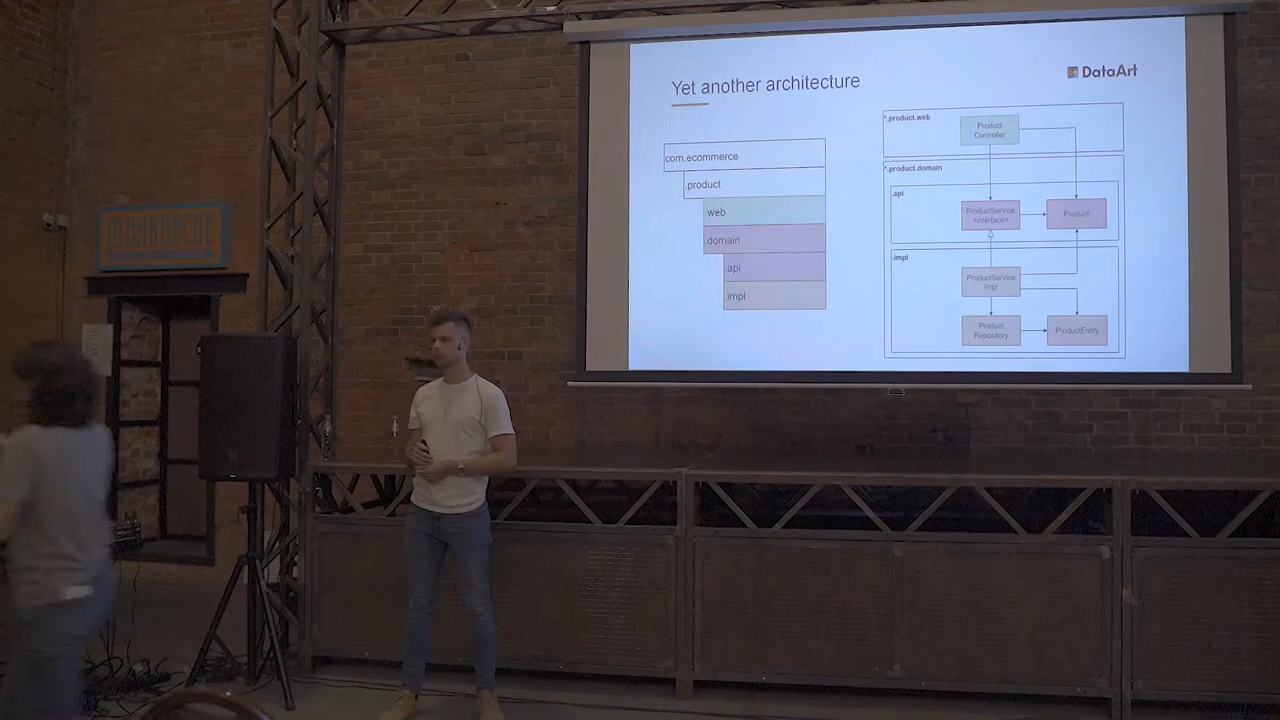 Yet another architecture
DataArt
com.ecommerce
.product
.web
.domain
.api
.impl
*.product.web
Product
Controller
*.product.domain
.api
ProductService
<interface>
Product
.impl
ProductService
Impl
Product
Repository
ProductEntity